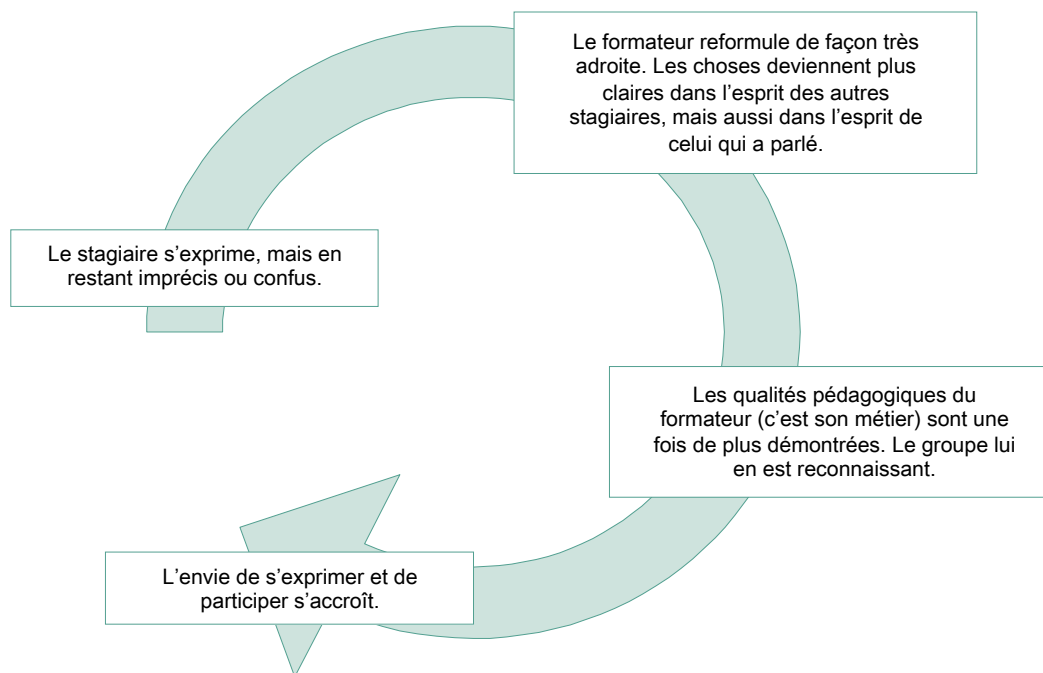 Le formateur reformule de façon très
adroite. Les choses deviennent plus
claires dans l’esprit des autres
stagiaires, mais aussi dans l’esprit de
celui qui a parlé.
Le stagiaire s’exprime, mais en
restant imprécis ou confus.
Les qualités pédagogiques du
formateur (c’est son métier) sont une
fois de plus démontrées. Le groupe lui
en est reconnaissant.
L’envie de s’exprimer et de
participer s’accroît.